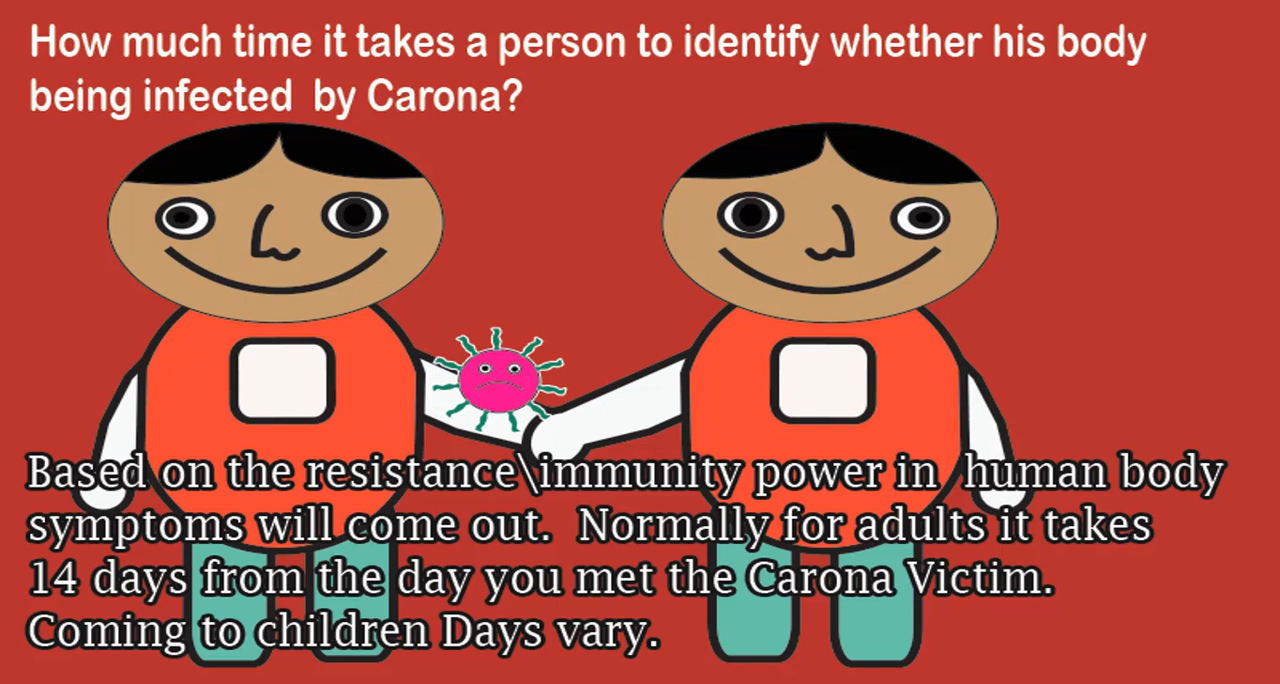 How much time it takes a person to identify whether his body
being infected  by Carona?
Based on the resistance\immunity power in  human body
symptoms will come out.  Normally for adults it takes
14 days from the day you met the Carona Victim.
Coming to children Days vary.